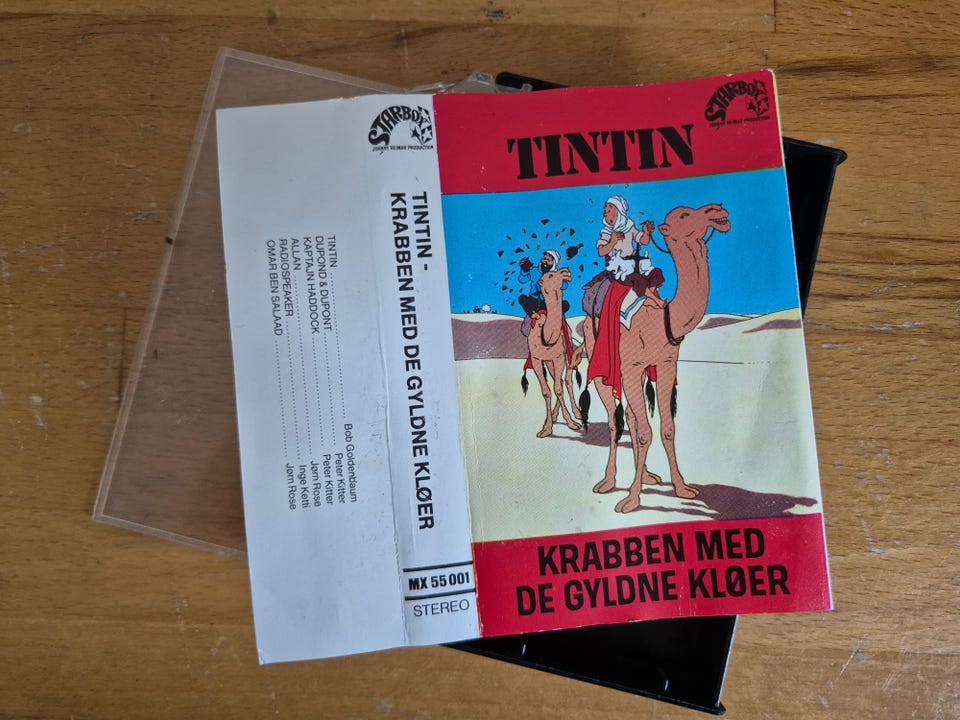 STARBOX
JOHNNY REIMAR PRODUCTION
TINTIN
KRABBEN MED
DE GYLDNE KLØER
STARBOX
JOHNNY REIMAR PRODUCTION
TINTIN -
KRABBEN MED DE GYLDNE KLØER
MX 55 001
STEREO
TINTIN ........ Bob Goldenbaum
DUPOND & DUPONT ........ Peter Kitter
KAPTAJN HADDOCK ........ Peter Kitter
ALLAN ........ Jørn Rose
RADIOSPEAKER ........ Inge Ketti
OMAR BEN SALAAD ........ Jørn Rose